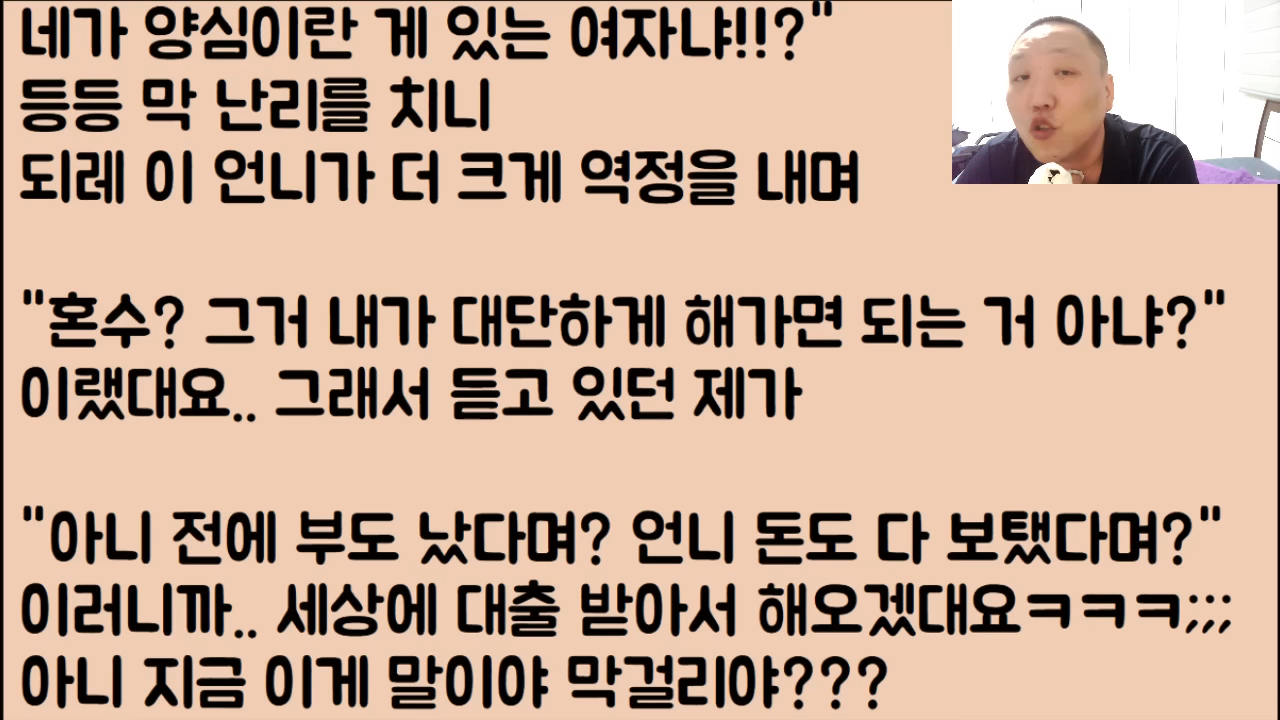 네가 양심이란 게 있는 여자냐!!?"
등등 막 난리를 치니
되레 이 언니가 더 크게 역정을 내며
"혼수? 그거 내가 대단하게 해가면 되는 거 아냐?"
이랬대요.. 그래서 듣고 있던 제가
"아니 전에 부도 났다며? 언니 돈도 다 보탰다며?"
이러니까.. 세상에 대출 받아서 해오겠대요ㅋㅋㅋ;;;
아니 지금 이게 말이야 막걸리야???